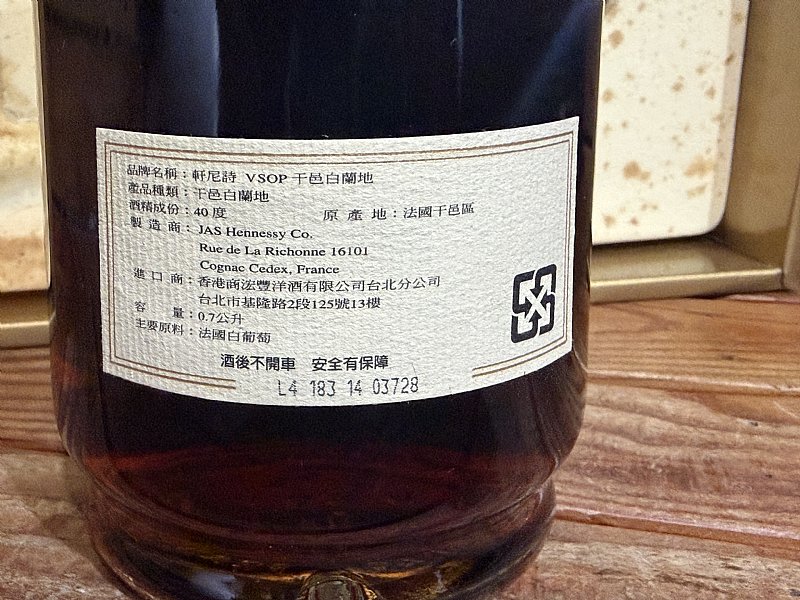 品牌名稱：軒尼詩 VSOP 干邑白蘭地
產品種類：干邑白蘭地
酒精成份：40 度 原 產 地：法國干邑區
製 造 商：JAS Hennessy Co.
Rue de La Richonne 16101
Cognac Cedex, France
進 口 商：香港商浤豐洋酒有限公司台北分公司
台北市基隆路2段125號13樓
容 量：0.7公升
主要原料：法國白葡萄
酒後不開車 安全有保障
L4 183 14 03728